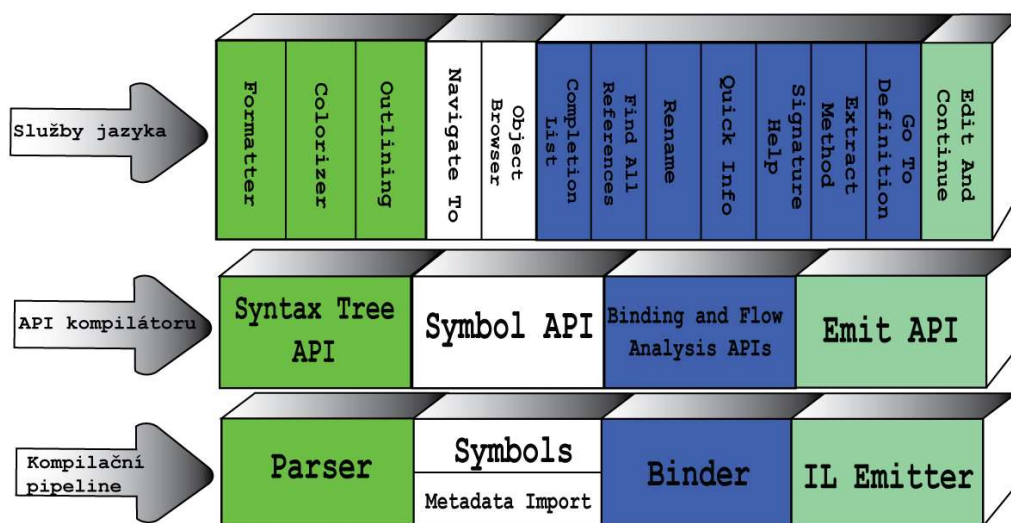 Služby jazyka
Formatter
Colorizer
Outlining
Navigate To
Object
Browser
Completion
List
Find All
References
Rename
Quick Info
Signature
Help
Extract
Method
Go To
Definition
Edit And
Continue
API kompilátoru
Syntax Tree
API
Symbol API
Binding and Flow
Analysis APIs
Emit API
Kompilační
pipeline
Parser
Symbols
Metadata Import
Binder
IL Emitter